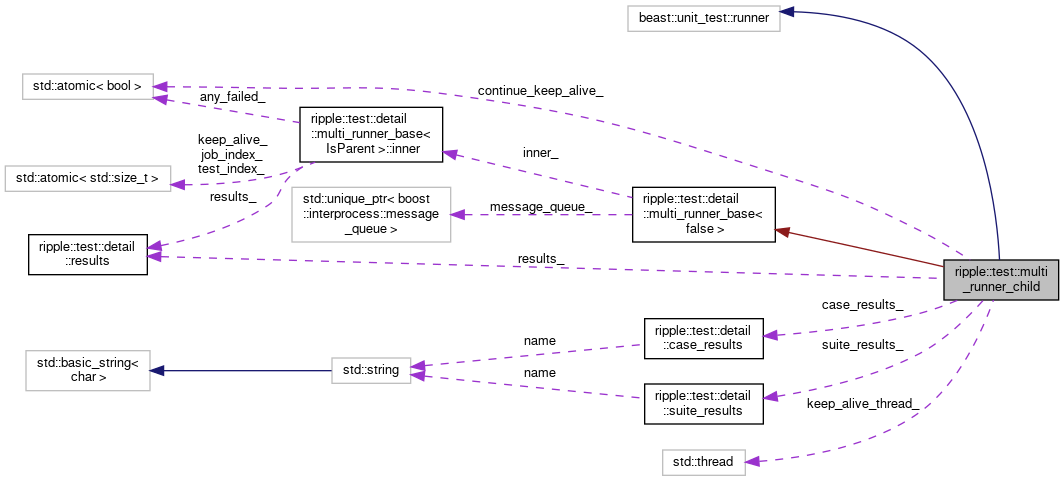 beast::unit_test::runner
std::atomic< bool >
continue_keep_alive_
any_failed_
ripple::test::detail
::multi_runner_base<
IsParent >::inner
keep_alive_
job_index_
test_index_
inner_
std::atomic< std::size_t >
results_
std::unique_ptr< boost
::interprocess::message
_queue >
message_queue_
ripple::test::detail
::multi_runner_base<
false >
ripple::test::detail
::results
results_
ripple::test::multi
_runner_child
case_results_
ripple::test::detail
::case_results
name
suite_results_
std::basic_string<
char >
std::string
name
ripple::test::detail
::suite_results
keep_alive_thread_
std::thread